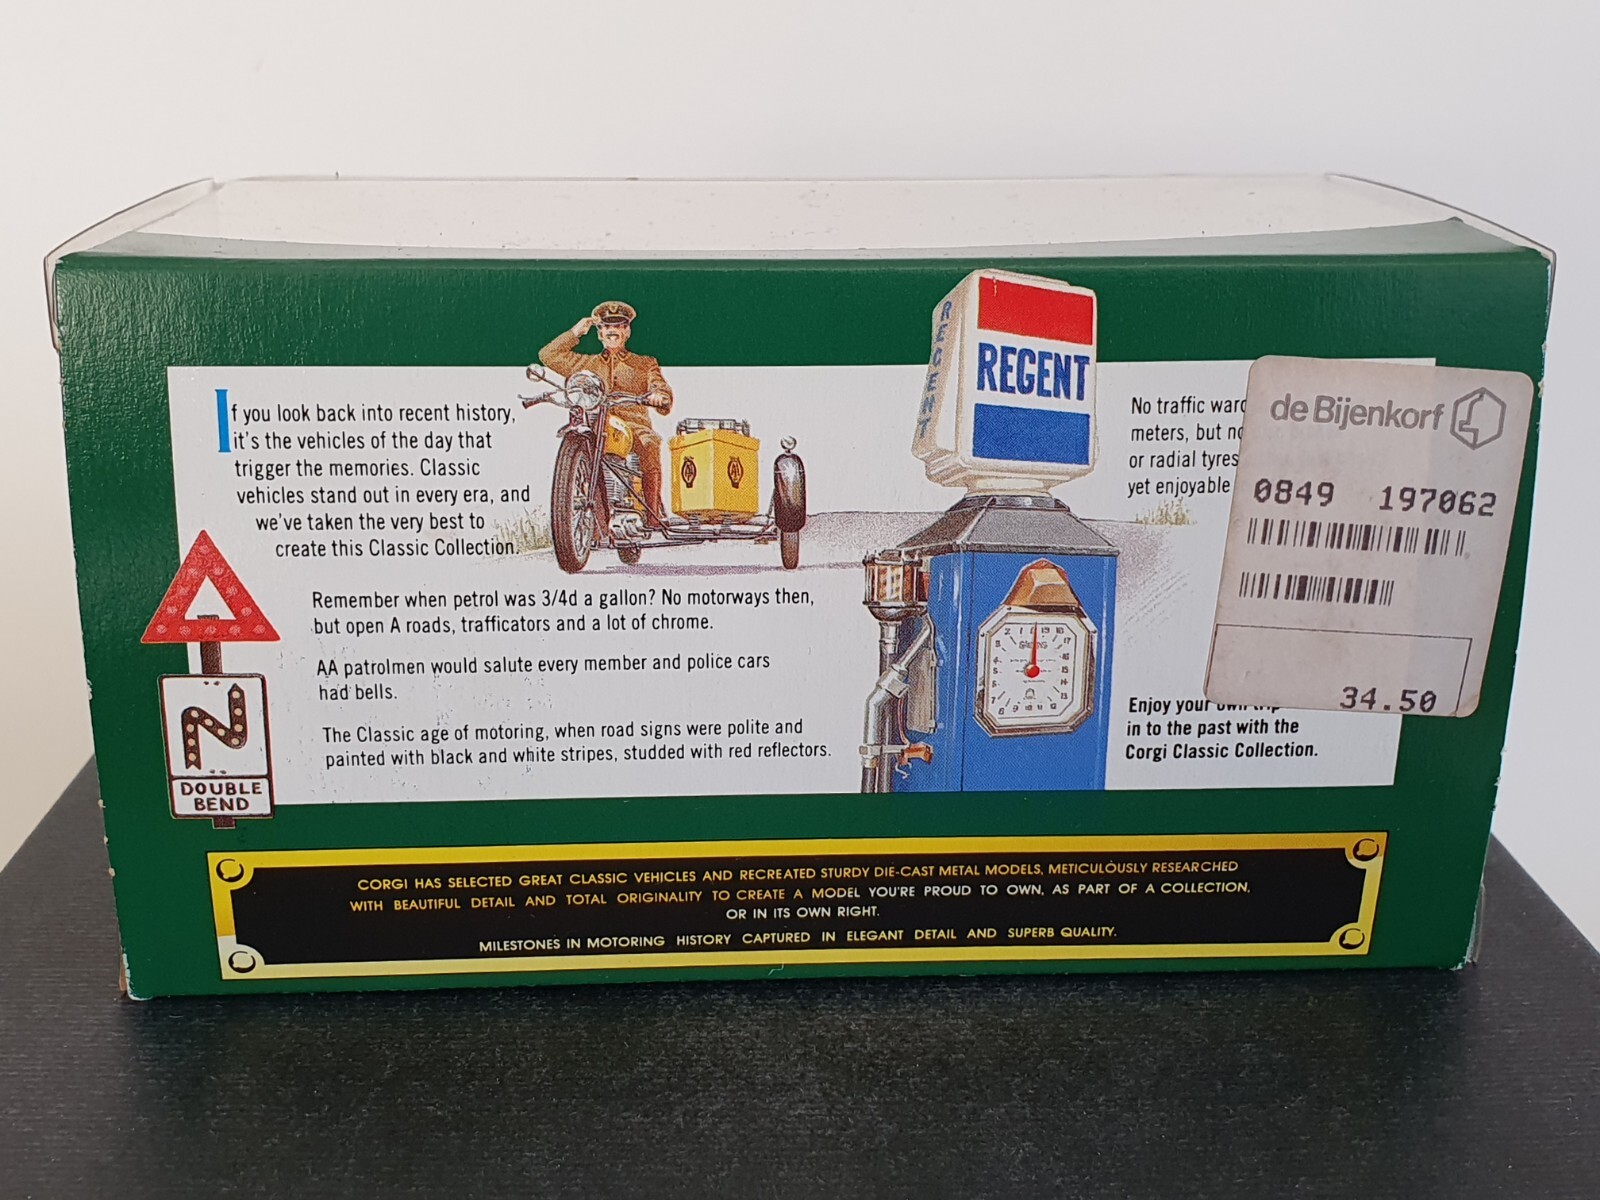 If you look back into recent history,
it's the vehicles of the day that
trigger the memories. Classic
vehicles stand out in every era, and
we've taken the very best to
create this Classic Collection.
Remember when petrol was 3/4d a gallon? No motorways then,
but open A roads, trafficators and a lot of chrome.
AA patrolmen would salute every member and police cars
had bells.
The Classic age of motoring, when road signs were polite and
painted with black and white stripes, studded with red reflectors.
DOUBLE
BEND
AA
REGENT
REGENT
No traffic
meters, but
or radial tyres
yet enjoyable
Enjoy your own trip
in to the past with the
Corgi Classic Collection.
de Bijenkorf
0849 197062
34.50
CORGI HAS SELECTED GREAT CLASSIC VEHICLES AND RECREATED STURDY DIE-CAST METAL MODELS, METICULOUSLY RESEARCHED
WITH BEAUTIFUL DETAIL AND TOTAL ORIGINALITY TO CREATE A MODEL YOU'RE PROUD TO OWN, AS PART OF A COLLECTION,
OR IN ITS OWN RIGHT.
MILESTONES IN MOTORING HISTORY CAPTURED IN ELEGANT DETAIL AND SUPERB QUALITY.